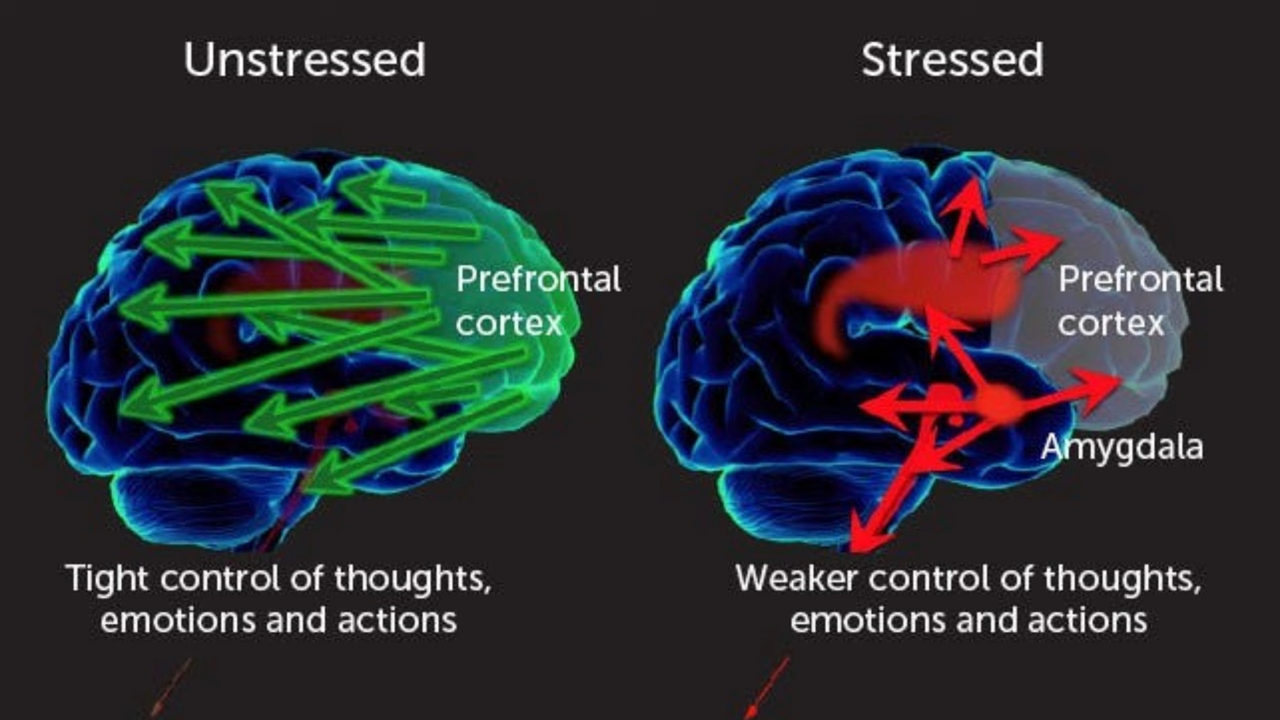 Unstressed
Stressed
Prefrontal
cortex
Prefrontal
cortex
Amygdala
Tight control of thoughts,
emotions and actions
Weaker control of thoughts,
emotions and actions